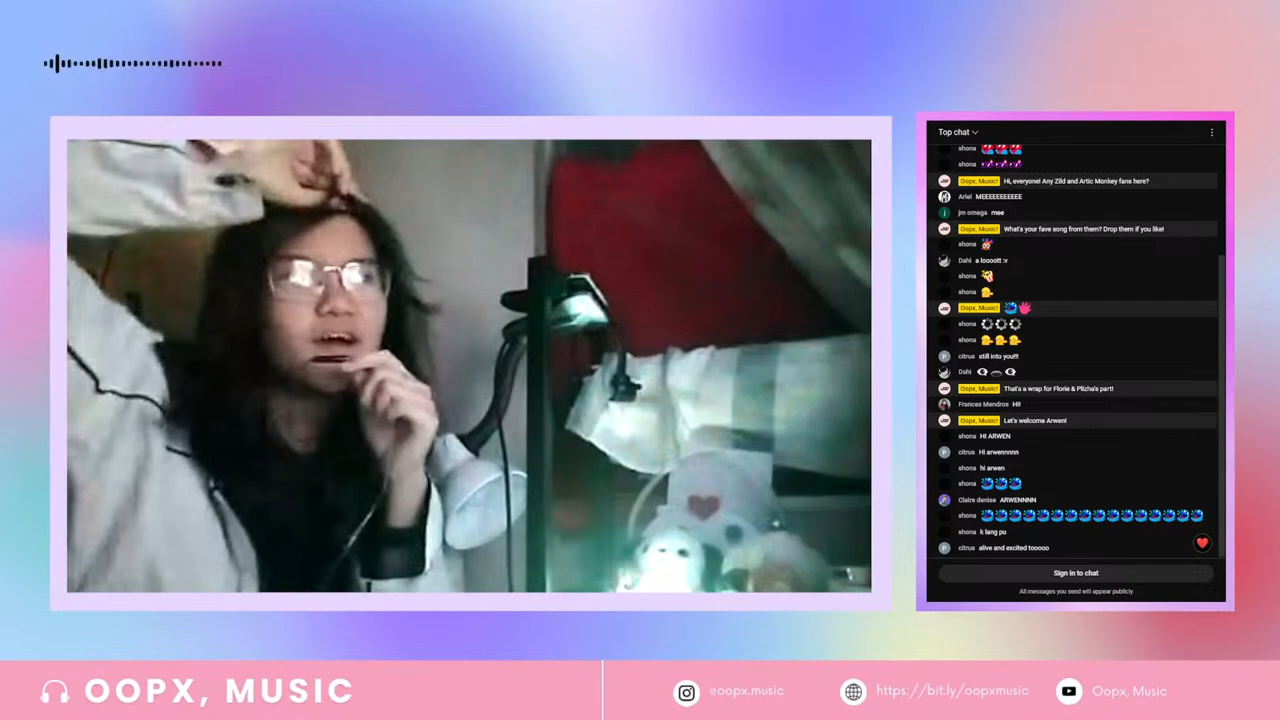 Top chat
shona
shona
Oopx, Music! Hi, everyone! Any Zild and Artic Monkey fans here?
Ariel MEEEEEEEEEEE
jm omega mee
Oopx, Music! What's your fave song from them? Drop them if you like!
shona
Dahl a loooott :v
shona
shona
Oopx, Music!
shona
shona
citrus still into you!!!
Dahl
Oopx, Music! That's a wrap for Florie & Plizha's part!
Frances Mendros Hi!
Oopx, Music! Let's welcome Arwen!
shona HI ARWEN
citrus Hi arwennnnn
shona hi arwen
shona
Claire denise ARWENNNN
shona
shona k lang pu
citrus alive and excited tooooo
Sign in to chat
All messages you send will appear publicly
OOPX, MUSIC
@oopx.music
https://bit.ly/oopxmusic
Oopx, Music